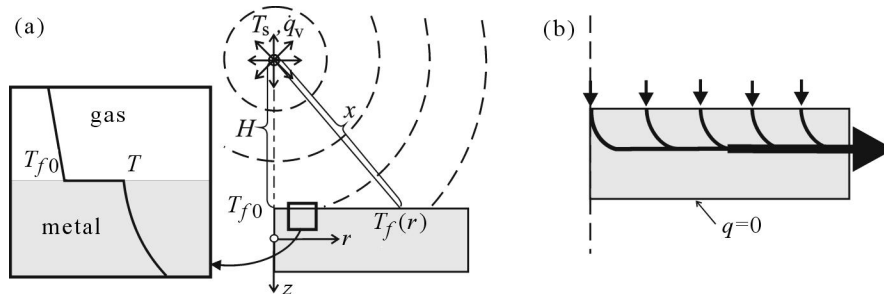 (a)
T_s , q̇_v
(b)
gas
H
x
T_f0
T
T_f0
T_f(r)
metal
r
q=0
z